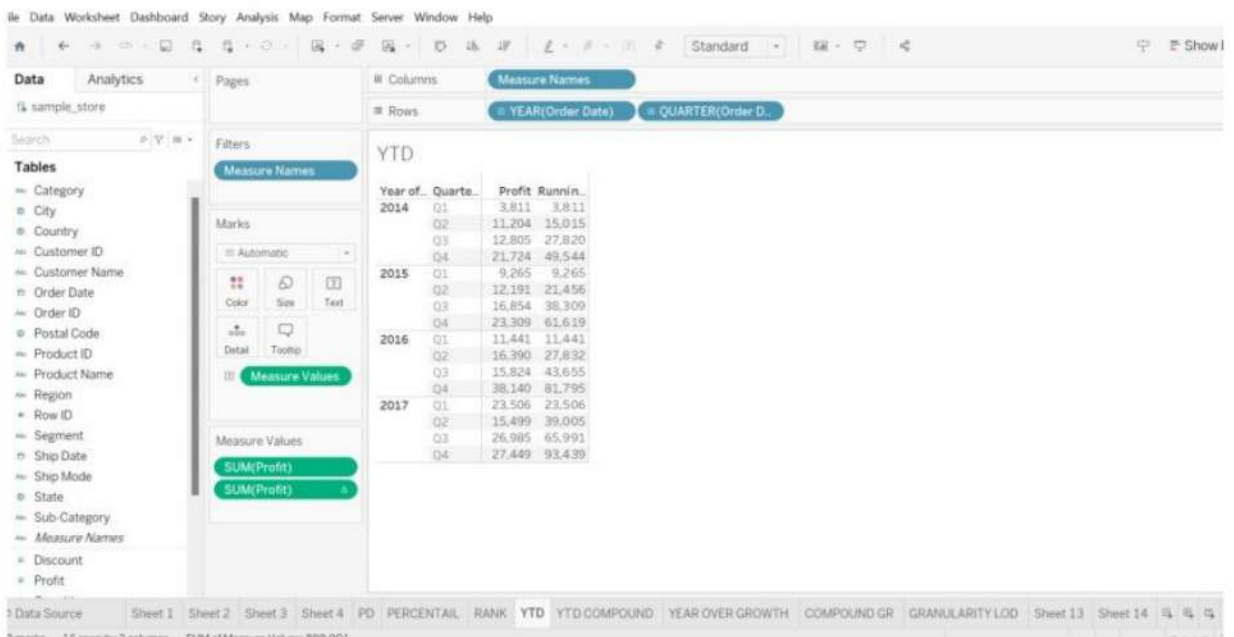 ile Data Worksheet Dashboard Story Analysis Map Format Server Window Help
Standard
Show
Data Analytics
Pages
Columns
Measure Names
sample_store
Rows
YEAR(Order Date)
QUARTER(Order D..
Search
Filters
Measure Names
YTD
Tables
Category
City
Country
Customer ID
Customer Name
Order Date
Order ID
Postal Code
Product ID
Product Name
Region
Row ID
Segment
Ship Date
Ship Mode
State
Sub-Category
Measure Names
Discount
Profit
Marks
Automatic
Color Size Text
Detail Tooltip
Measure Values
Measure Values
SUM(Profit)
SUM(Profit)
Year of.. Quarte.. Profit Runnin..
2014 Q1 3,811 3,811
Q2 11,204 15,015
Q3 12,805 27,820
Q4 21,724 49,544
2015 Q1 9,265 9,265
Q2 12,191 21,456
Q3 16,854 38,309
Q4 23,309 61,619
2016 Q1 11,441 11,441
Q2 16,390 27,832
Q3 15,824 43,655
Q4 38,140 81,795
2017 Q1 23,506 23,506
Q2 15,499 39,005
Q3 26,985 65,991
Q4 27,449 93,439
Data Source Sheet 1 Sheet 2 Sheet 3 Sheet 4 PD PERCENTAIL RANK YTD YTD COMPOUND YEAR OVER GROWTH COMPOUND GR GRANULARITY LOD Sheet 13 Sheet 14